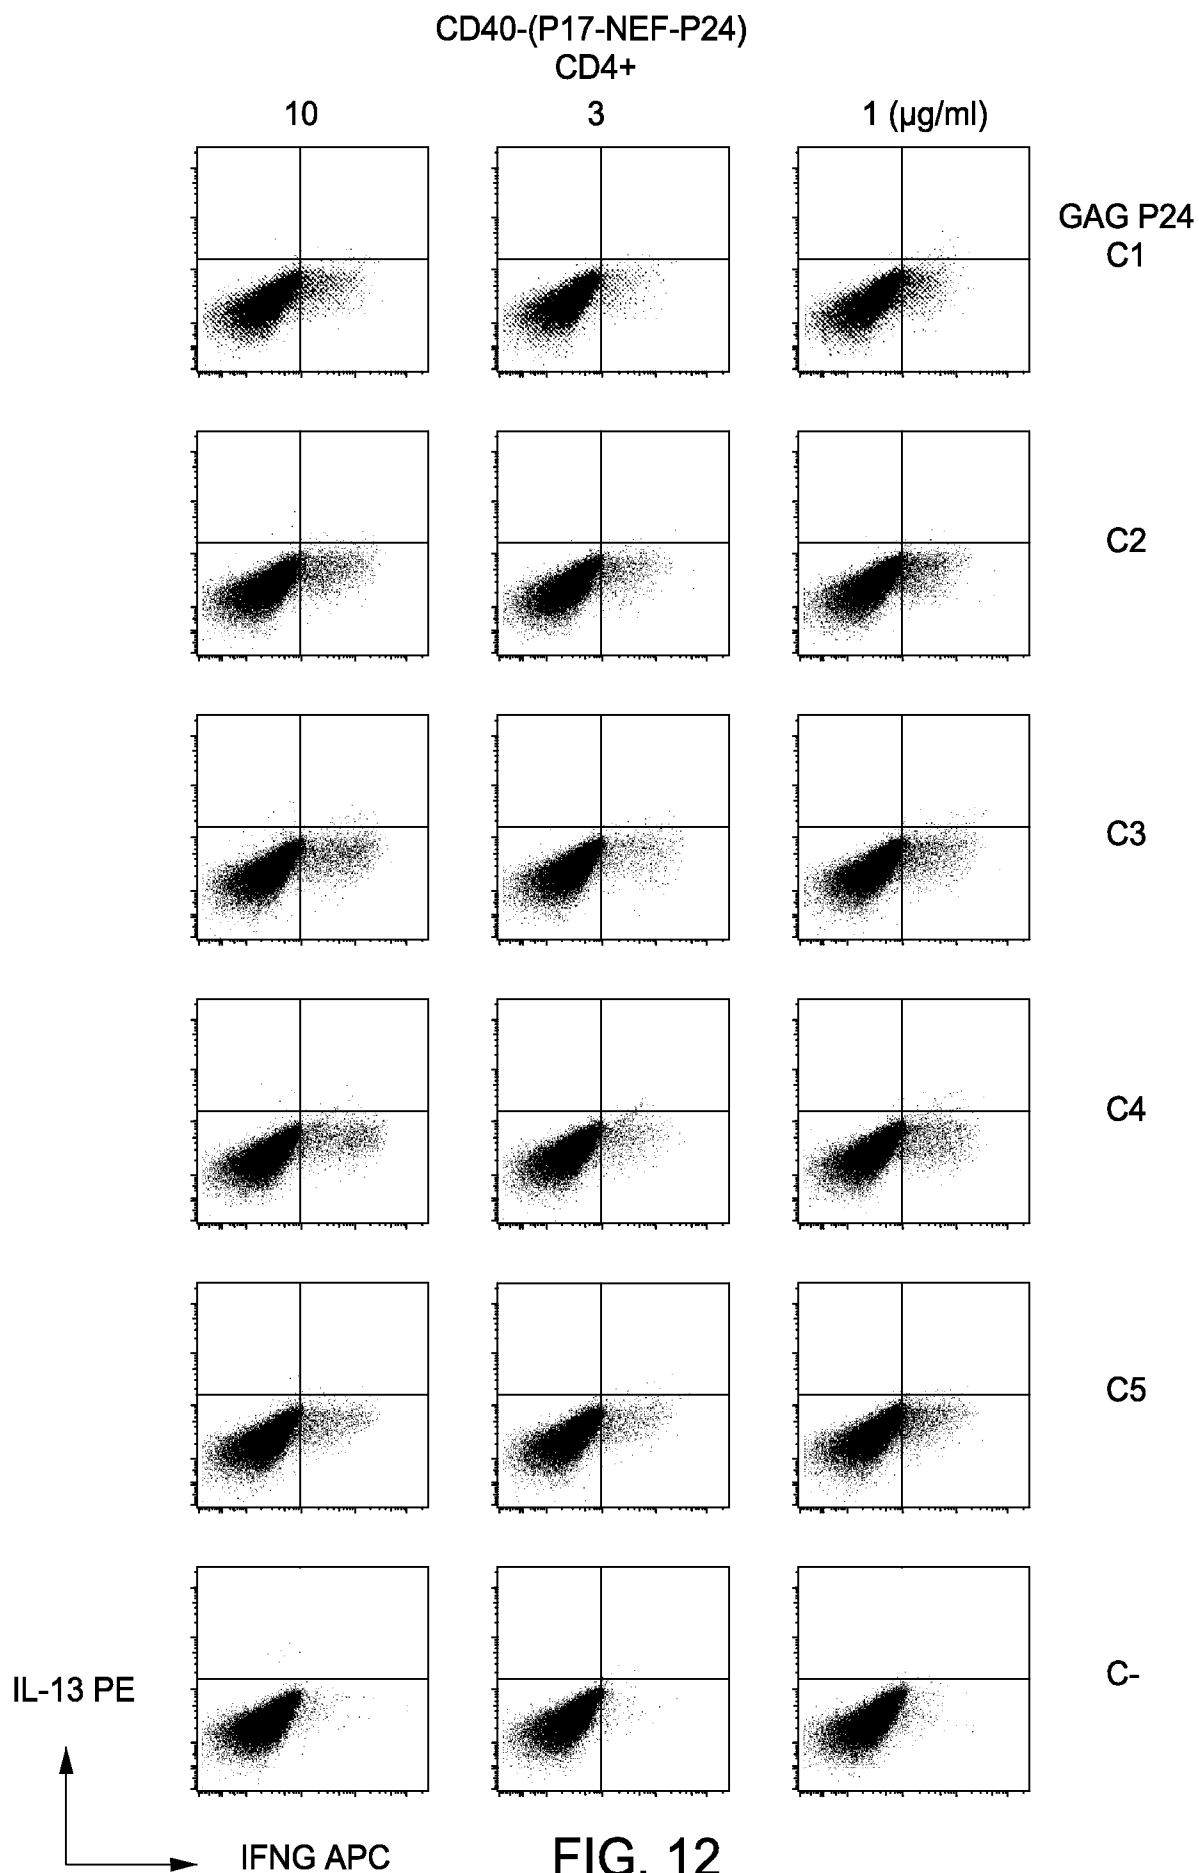 CD40-(P17-NEF-P24)
CD4+
10 3 1 (µg/ml)
GAG P24
C1
C2
C3
C4
C5
C-
IL-13 PE
IFNG APC
FIG. 12